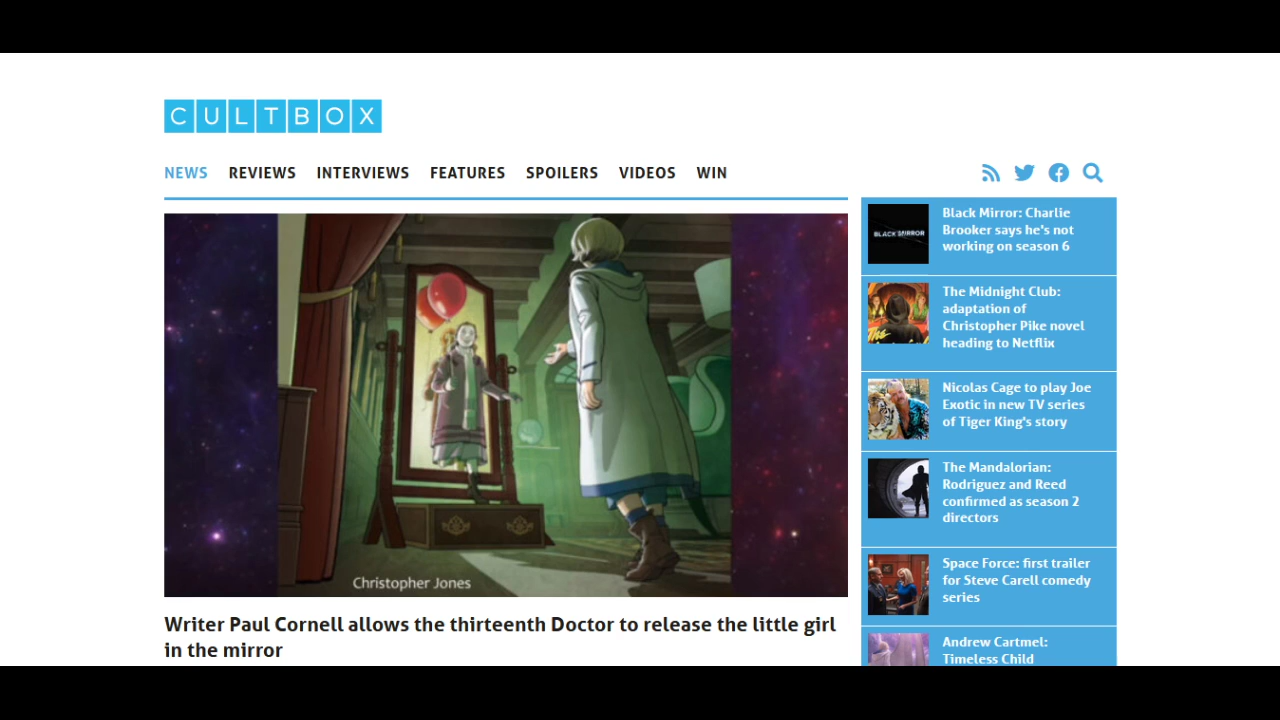 CULTBOX
NEWS REVIEWS INTERVIEWS FEATURES SPOILERS VIDEOS WIN
Christopher Jones
Writer Paul Cornell allows the thirteenth Doctor to release the little girl
in the mirror
BLACK MIRROR
Black Mirror: Charlie
Brooker says he's not
working on season 6
The
The Midnight Club:
adaptation of
Christopher Pike novel
heading to Netflix
Nicolas Cage to play Joe
Exotic in new TV series
of Tiger King's story
The Mandalorian:
Rodriguez and Reed
confirmed as season 2
directors
Space Force: first trailer
for Steve Carell comedy
series
Andrew Cartmel:
Timeless Child